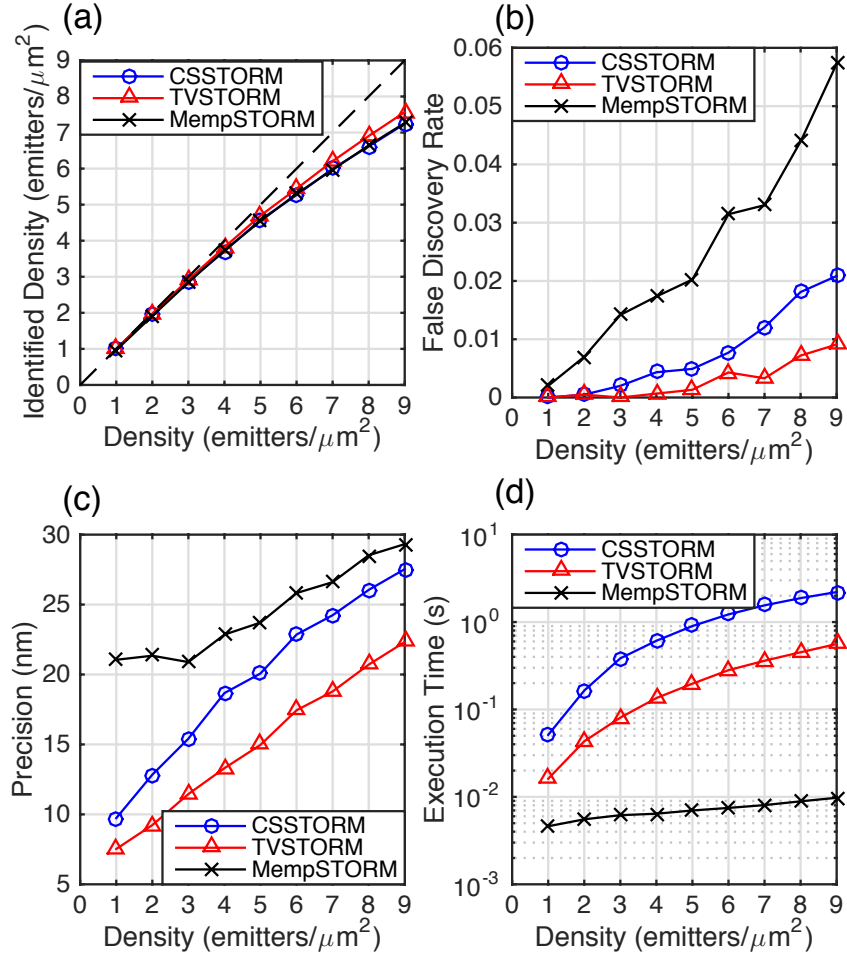 (a)
Identified Density (emitters/μm²)
9
8
7
6
5
4
3
2
1
0
CSSTORM
TVSTORM
MempSTORM
0 1 2 3 4 5 6 7 8 9
Density (emitters/μm²)
(b)
False Discovery Rate
0.06
0.05
0.04
0.03
0.02
0.01
0
CSSTORM
TVSTORM
MempSTORM
0 1 2 3 4 5 6 7 8 9
Density (emitters/μm²)
(c)
Precision (nm)
30
25
20
15
10
5
CSSTORM
TVSTORM
MempSTORM
0 1 2 3 4 5 6 7 8 9
Density (emitters/μm²)
(d)
Execution Time (s)
10¹
10⁰
10⁻¹
10⁻²
10⁻³
CSSTORM
TVSTORM
MempSTORM
0 1 2 3 4 5 6 7 8 9
Density (emitters/μm²)